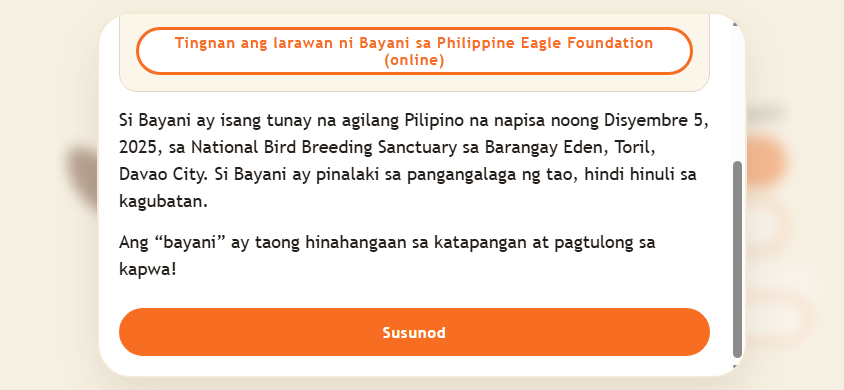 Tingnan ang larawan ni Bayani sa Philippine Eagle Foundation
(online)
Si Bayani ay isang tunay na agilang Pilipino na napisa noong Disyembre 5,
2025, sa National Bird Breeding Sanctuary sa Barangay Eden, Toril,
Davao City. Si Bayani ay pinalaki sa pangangalaga ng tao, hindi hinuli sa
kagubatan.
Ang “bayani” ay taong hinahangaan sa katapangan at pagtulong sa
kapwa!
Susunod